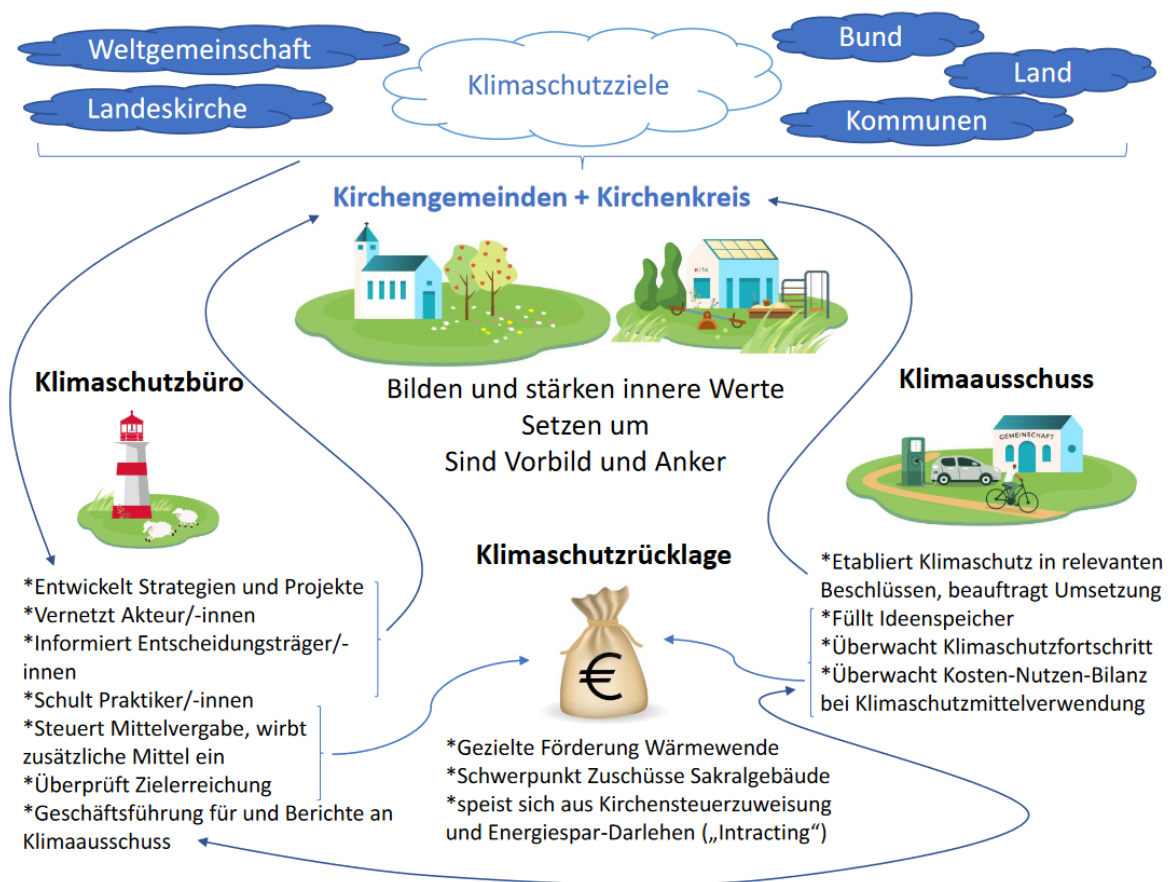 Weltgemeinschaft
Landeskirche
Klimaschutzziele
Bund
Land
Kommunen
Kirchengemeinden + Kirchenkreis
KITA
Bilden und stärken innere Werte
Setzen um
Sind Vorbild und Anker
Klimaschutzbüro
*Entwickelt Strategien und Projekte
*Vernetzt Akteur/-innen
*Informiert Entscheidungsträger/-
innen
*Schult Praktiker/-innen
*Steuert Mittelvergabe, wirbt
zusätzliche Mittel ein
*Überprüft Zielerreichung
*Geschäftsführung für und Berichte an
Klimaausschuss
Klimaschutzrücklage
€
*Gezielte Förderung Wärmewende
*Schwerpunkt Zuschüsse Sakralgebäude
*speist sich aus Kirchensteuerzuweisung
und Energiespar-Darlehen („Intracting“)
Klimaausschuss
GEMEINSCHAFT
*Etabliert Klimaschutz in relevanten
Beschlüssen, beauftragt Umsetzung
*Füllt Ideenspeicher
*Überwacht Klimaschutzfortschritt
*Überwacht Kosten-Nutzen-Bilanz
bei Klimaschutzmittelverwendung